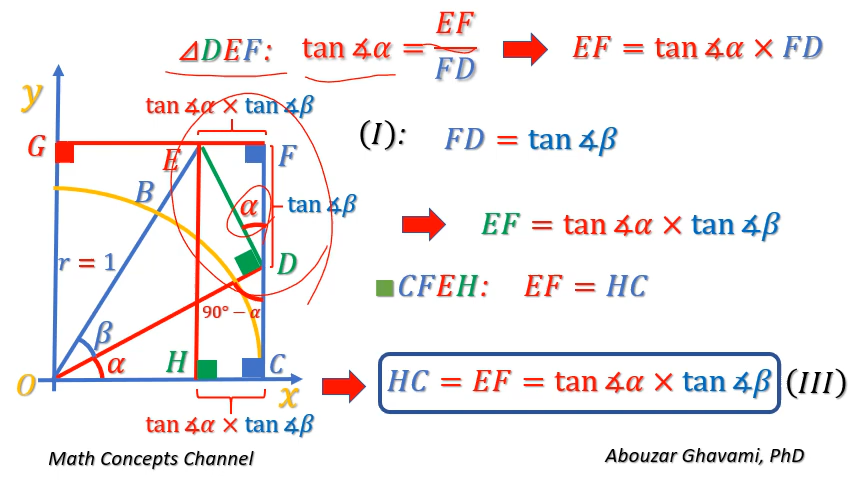 ⊿DEF: tan∡α = EF/FD
EF = tan∡α × FD
y
tan∡α × tan∡β
(I): FD = tan∡β
G
E
F
B
α
tan∡β
EF = tan∡α × tan∡β
r = 1
D
■CFEH: EF = HC
90° − α
β
α
H
C
O
x
HC = EF = tan∡α × tan∡β (III)
tan∡α × tan∡β
Math Concepts Channel
Abouzar Ghavami, PhD